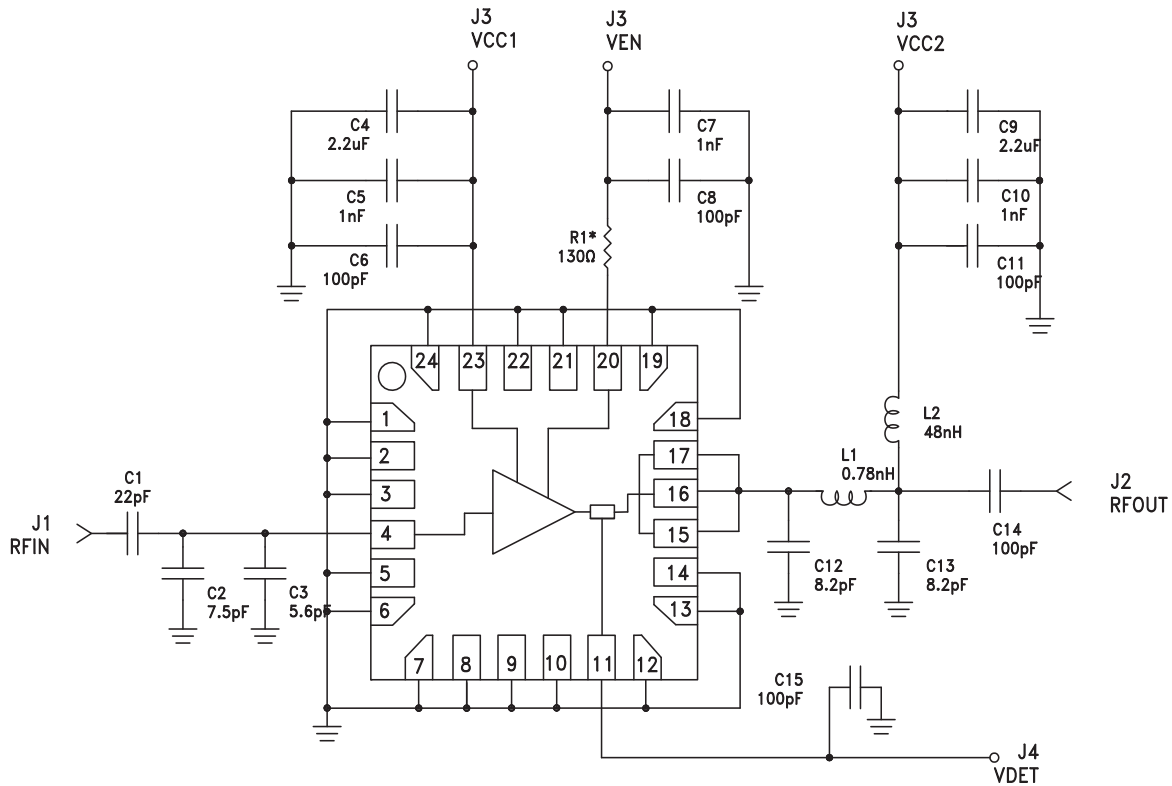 J3
VCC1
J3
VEN
J3
VCC2
C4
2.2uF
C5
1nF
C6
100pF
C7
1nF
C8
100pF
R1*
130Ω
C9
2.2uF
C10
1nF
C11
100pF
24
23
22
21
20
19
1
2
3
4
5
6
18
17
16
15
14
13
7
8
9
10
11
12
L2
48nH
L1
0.78nH
C1
22pF
J1
RFIN
C2
7.5pF
C3
5.6pF
C12
8.2pF
C13
8.2pF
C14
100pF
J2
RFOUT
C15
100pF
J4
VDET